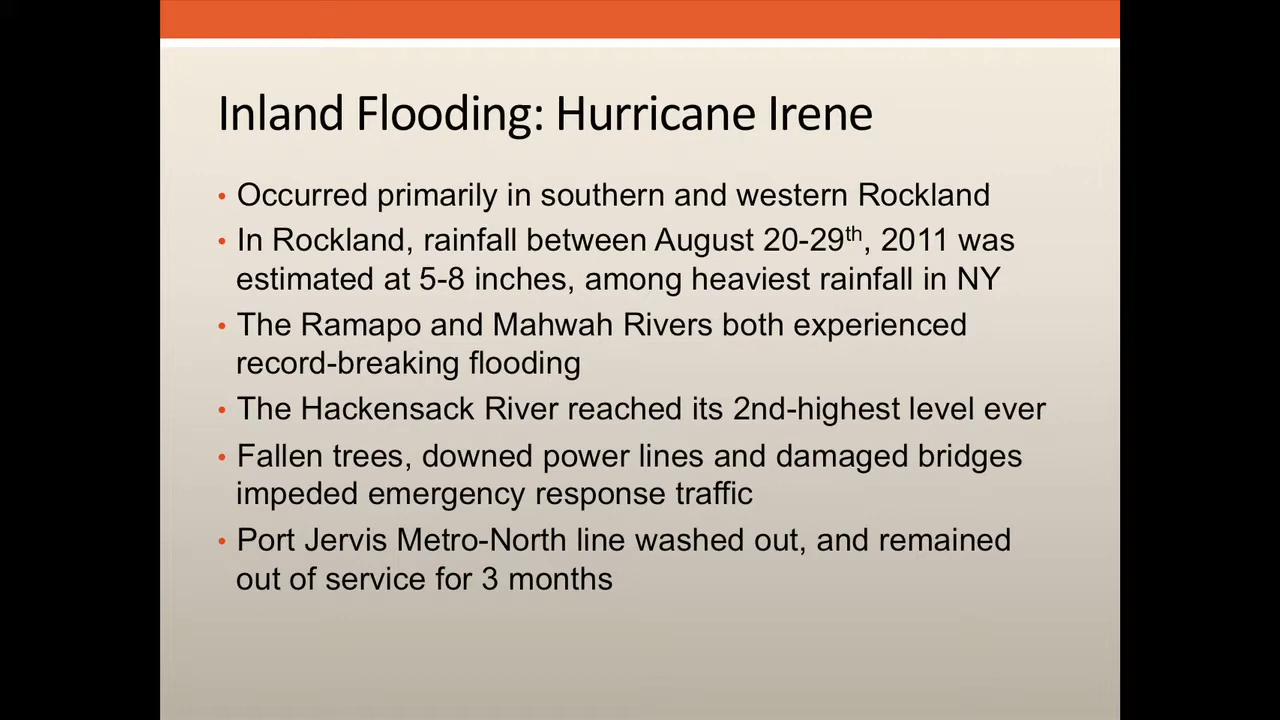 Inland Flooding: Hurricane Irene
• Occurred primarily in southern and western Rockland
• In Rockland, rainfall between August 20-29th, 2011 was
estimated at 5-8 inches, among heaviest rainfall in NY
• The Ramapo and Mahwah Rivers both experienced
record-breaking flooding
• The Hackensack River reached its 2nd-highest level ever
• Fallen trees, downed power lines and damaged bridges
impeded emergency response traffic
• Port Jervis Metro-North line washed out, and remained
out of service for 3 months